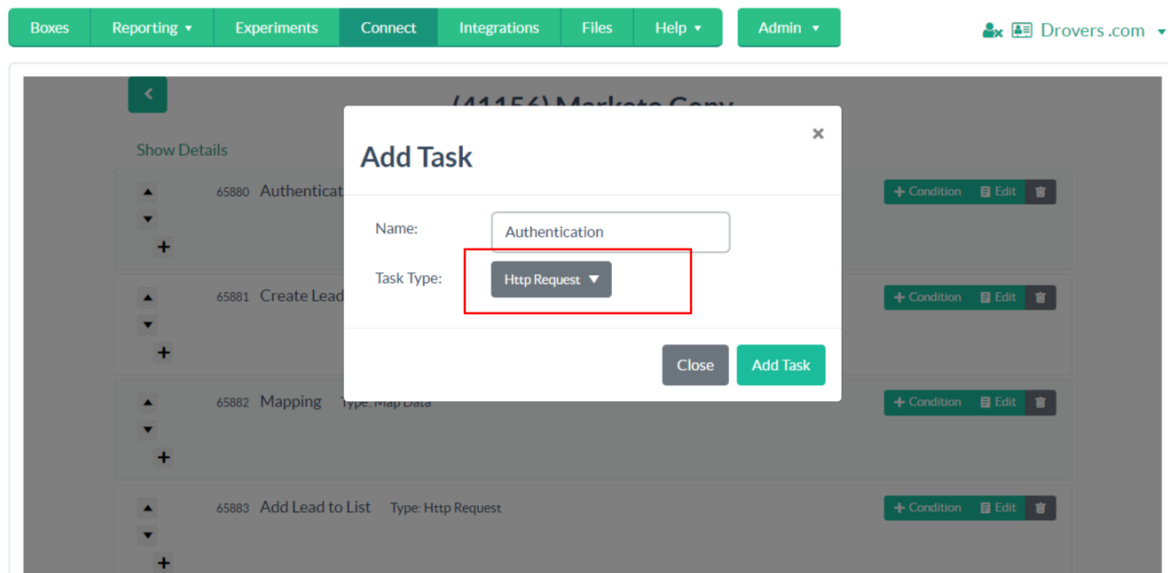 Boxes Reporting Experiments Connect Integrations Files Help Admin Drovers.com
Show Details
Add Task ×
65880 Authenticat + Condition Edit
Name: Authentication
Task Type: Http Request
65881 Create Lead + Condition Edit
Close Add Task
65882 Mapping Type: Map Data + Condition Edit
65883 Add Lead to List Type: Http Request + Condition Edit